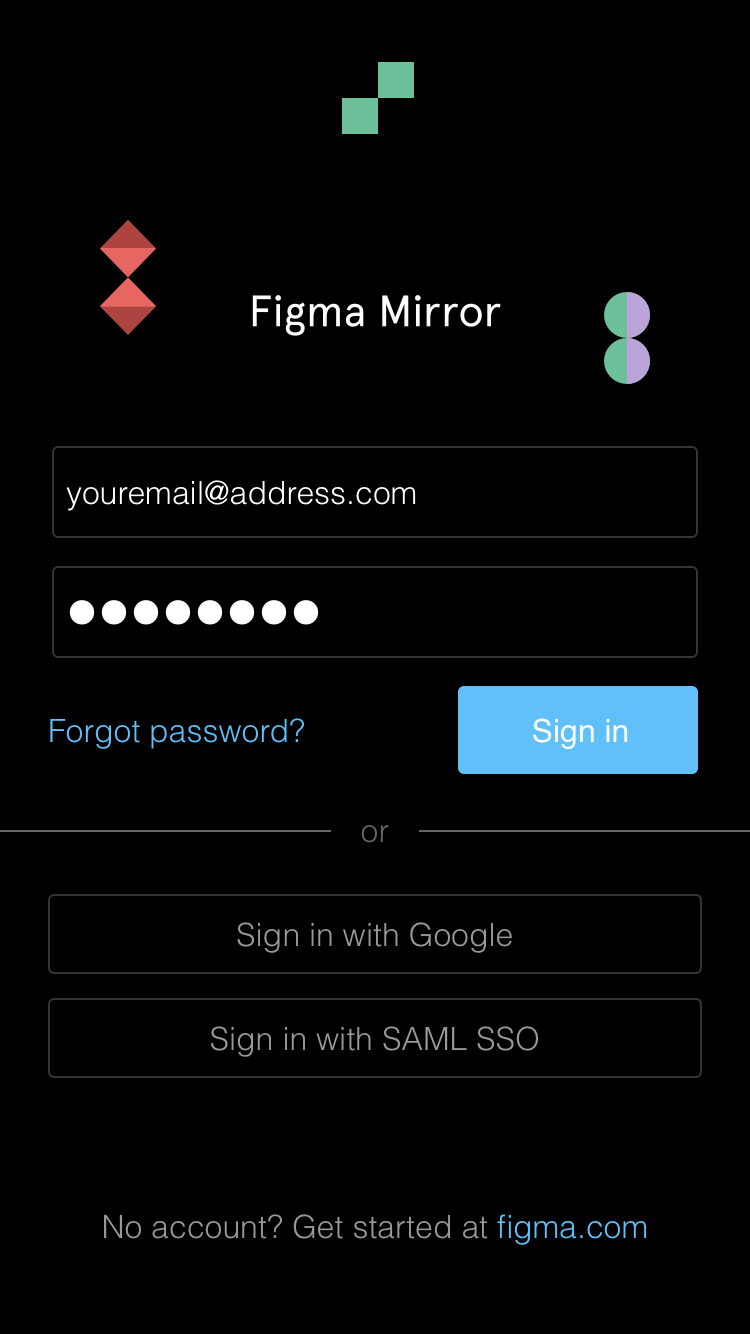 Figma Mirror
youremail@address.com
●●●●●●●●
Forgot password?
Sign in
or
Sign in with Google
Sign in with SAML SSO
No account? Get started at figma.com